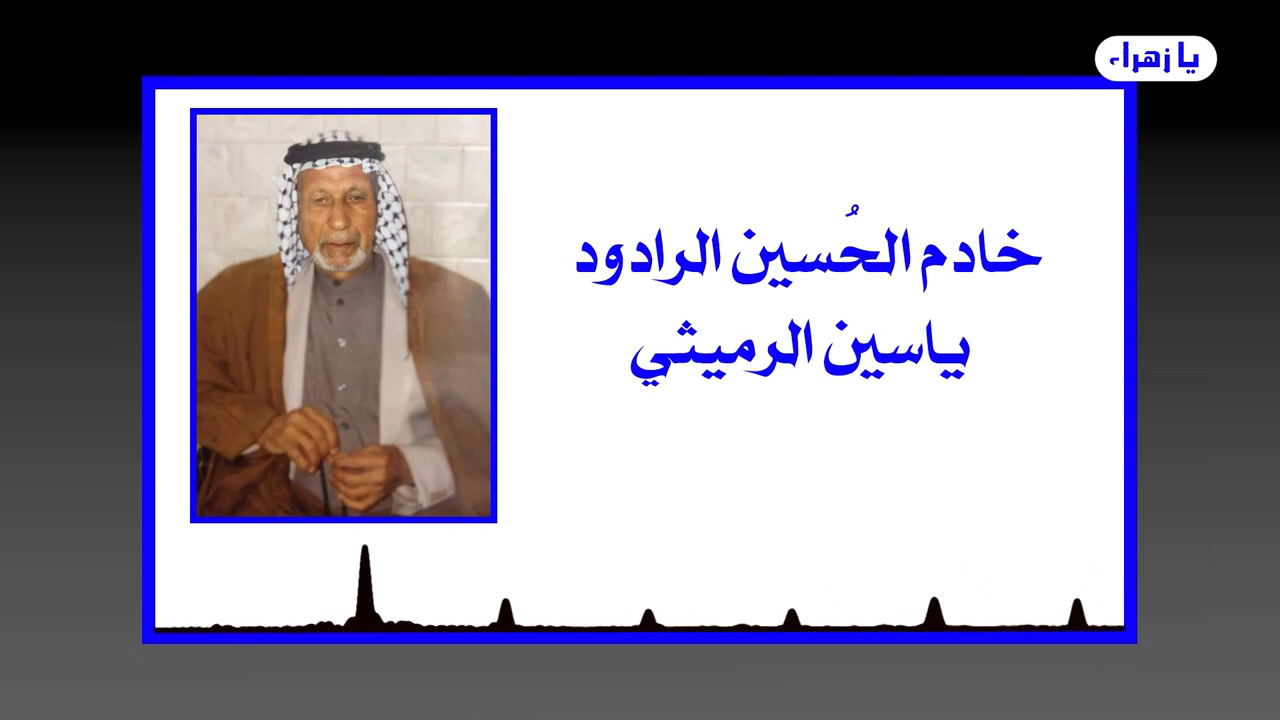 يا زهراء
خادم الحُسين الرادود
ياسين الرميثي